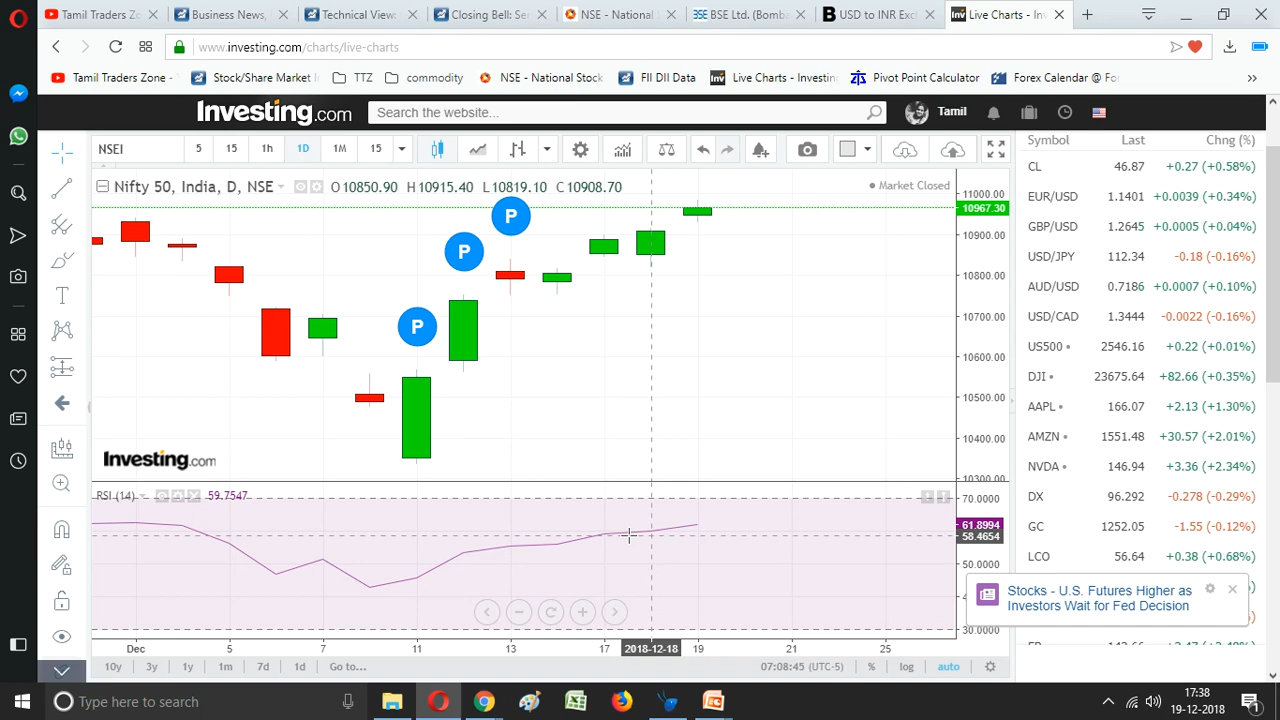 Tamil Traders Zone
Business News,
Technical View:
Closing Bell: Se
NSE - National S
BSE Ltd. (Bomba
USD to INR Exc
Live Charts - Inv
www.investing.com/charts/live-charts
Tamil Traders Zone -
Stock/Share Market
TTZ
commodity
NSE - National Stock
FII DII Data
Live Charts - Investin
Pivot Point Calculator
Forex Calendar @ Fo
Investing.com
Search the website...
Tamil
NSEI
5
15
1h
1D
1M
15
Nifty 50, India, D, NSE
O10850.90 H10915.40 L10819.10 C10908.70
Market Closed
P
P
P
11000.00
10967.30
10900.00
10800.00
10700.00
10600.00
10500.00
10400.00
10300.00
Investing.com
RSI (14)
59.7547
70.0000
61.8994
58.4654
50.0000
30.0000
Dec
5
7
11
13
17
2018-12-18
19
21
25
10y
3y
1y
1m
7d
1d
Go to...
07:08:45 (UTC-5)
%
log
auto
Symbol Last Chng (%)
CL 46.87 +0.27 (+0.58%)
EUR/USD 1.1401 +0.0039 (+0.34%)
GBP/USD 1.2645 +0.0005 (+0.04%)
USD/JPY 112.34 -0.18 (-0.16%)
AUD/USD 0.7186 +0.0007 (+0.10%)
USD/CAD 1.3444 -0.0022 (-0.16%)
US500 2546.16 +0.22 (+0.01%)
DJI 23675.64 +82.66 (+0.35%)
AAPL 166.07 +2.13 (+1.30%)
AMZN 1551.48 +30.57 (+2.01%)
NVDA 146.94 +3.36 (+2.34%)
DX 96.292 -0.278 (-0.29%)
GC 1252.05 -1.55 (-0.12%)
LCO 56.64 +0.38 (+0.68%)
Stocks - U.S. Futures Higher as
Investors Wait for Fed Decision
Type here to search
17:38
19-12-2018
1